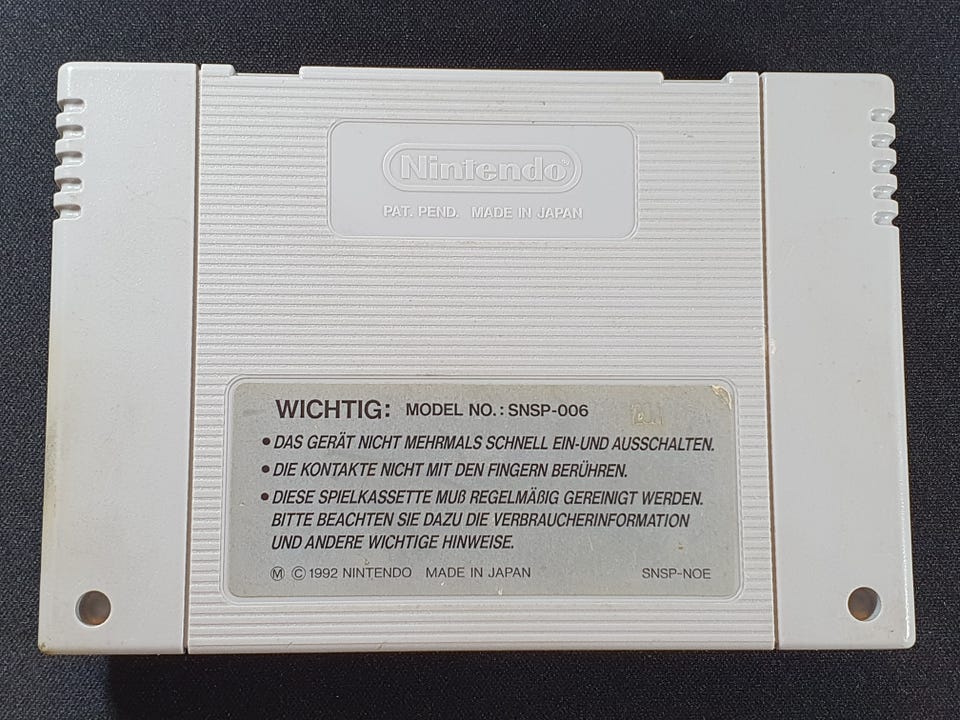 Nintendo
PAT. PEND. MADE IN JAPAN
WICHTIG: MODEL NO.: SNSP-006
• DAS GERÄT NICHT MEHRMALS SCHNELL EIN-UND AUSSCHALTEN.
• DIE KONTAKTE NICHT MIT DEN FINGERN BERÜHREN.
• DIESE SPIELKASSETTE MUß REGELMÄßIG GEREINIGT WERDEN.
BITTE BEACHTEN SIE DAZU DIE VERBRAUCHERINFORMATION
UND ANDERE WICHTIGE HINWEISE.
Ⓜ © 1992 NINTENDO MADE IN JAPAN SNSP-NOE